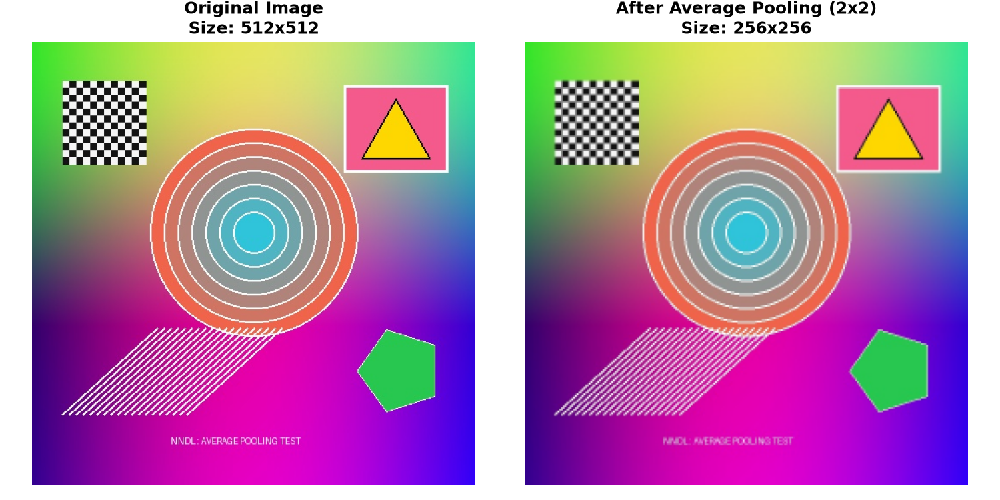 Original Image
Size: 512x512
After Average Pooling (2x2)
Size: 256x256
NNDL: AVERAGE POOLING TEST
NNDL: AVERAGE POOLING TEST